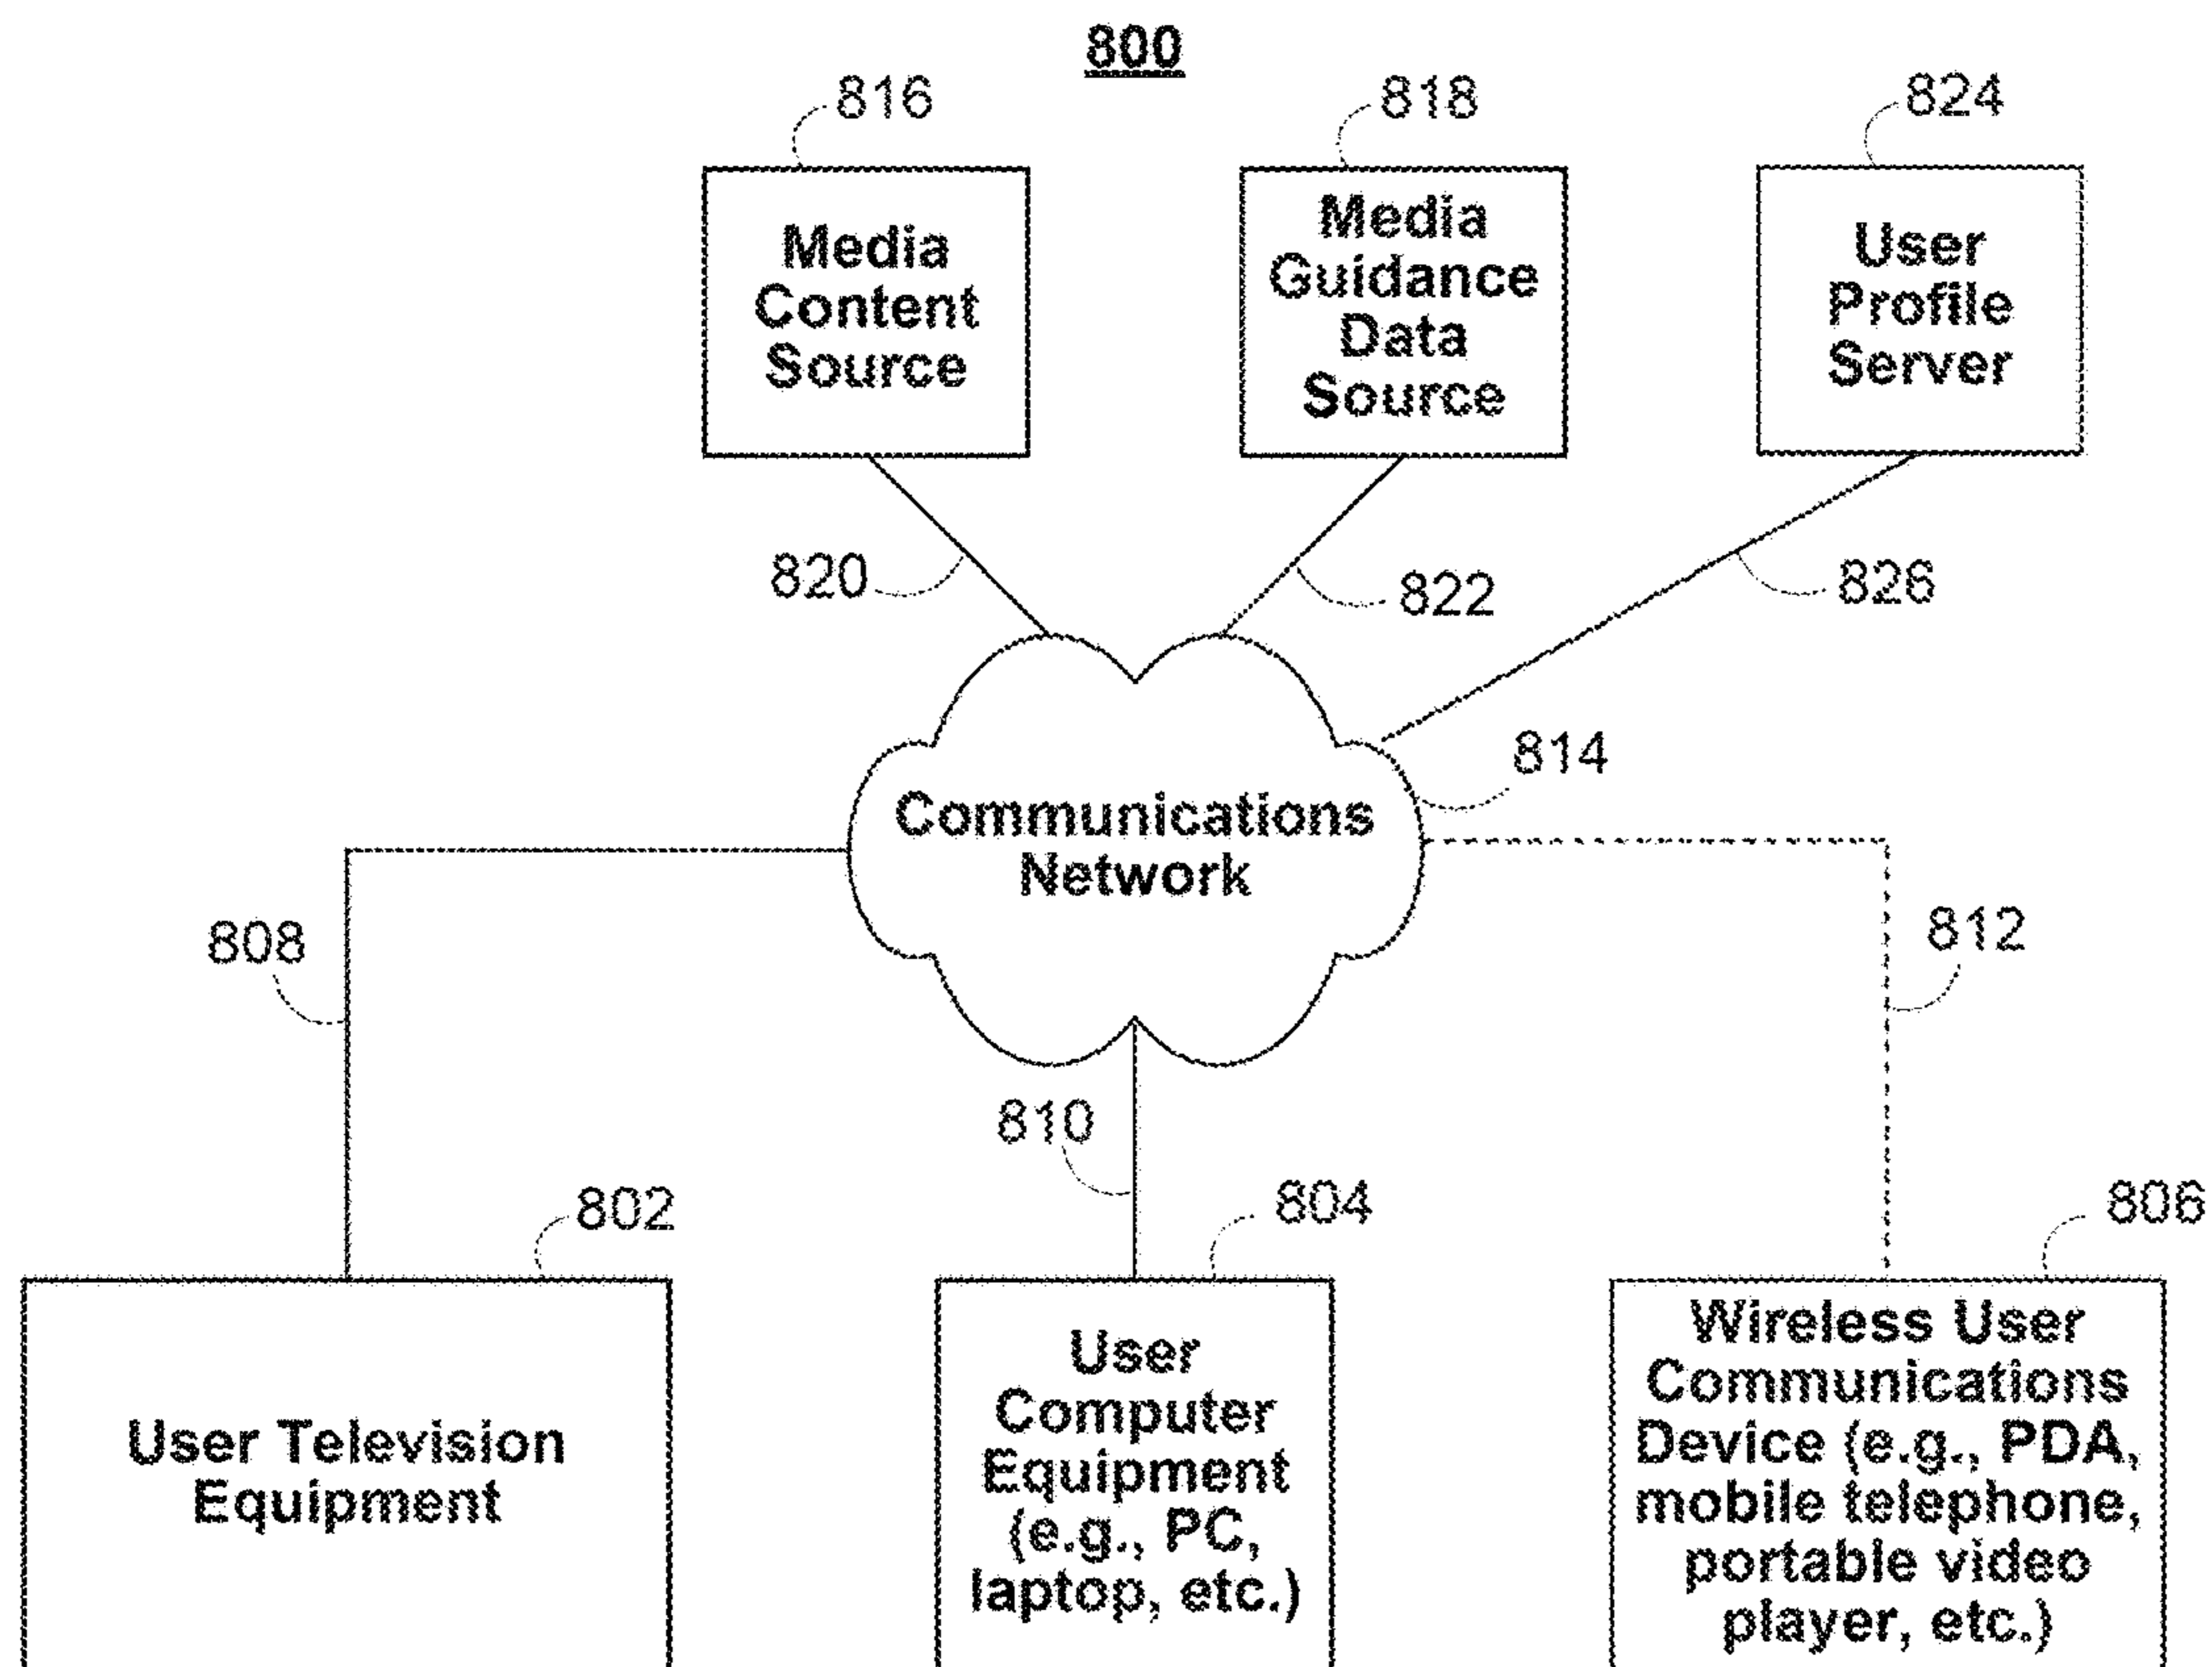 800
816
818
824
Media
Content
Source
Media
Guidance
Data
Source
User
Profile
Server
820
822
826
814
Communications
Network
808
812
810
802
804
806
User Television
Equipment
User
Computer
Equipment
(e.g., PC,
laptop, etc.)
Wireless User
Communications
Device (e.g., PDA,
mobile telephone,
portable video
player, etc.)